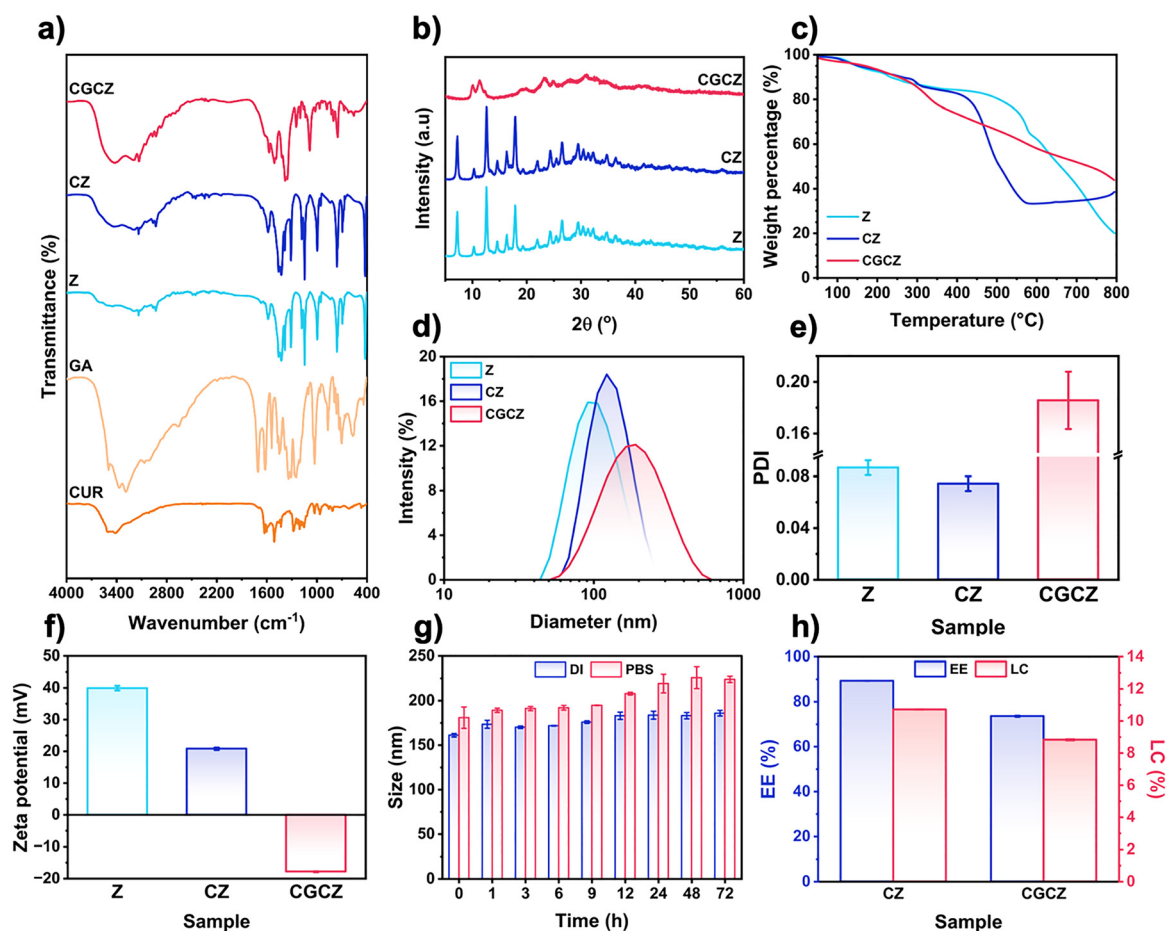 a)
CGCZ
CZ
Z
GA
CUR
Transmittance (%)
4000 3400 2800 2200 1600 1000 400
Wavenumber (cm⁻¹)
b)
CGCZ
CZ
Z
Intensity (a.u)
10 20 30 40 50 60
2θ (°)
c)
100
80
60
40
20
0
Weight percentage (%)
Z
CZ
CGCZ
100 200 300 400 500 600 700 800
Temperature (°C)
d)
20
16
12
8
4
0
Intensity (%)
Z
CZ
CGCZ
10 100 1000
Diameter (nm)
e)
0.20
0.16
0.08
0.04
0.00
PDI
Z CZ CGCZ
Sample
f)
50
40
30
20
10
0
−10
−20
Zeta potential (mV)
Z CZ CGCZ
Sample
g)
250
200
150
100
50
0
Size (nm)
DI PBS
0 1 3 6 9 12 24 48 72
Time (h)
h)
100
80
60
40
20
0
EE (%)
EE LC
14
12
10
8
6
4
2
0
LC (%)
CZ CGCZ
Sample